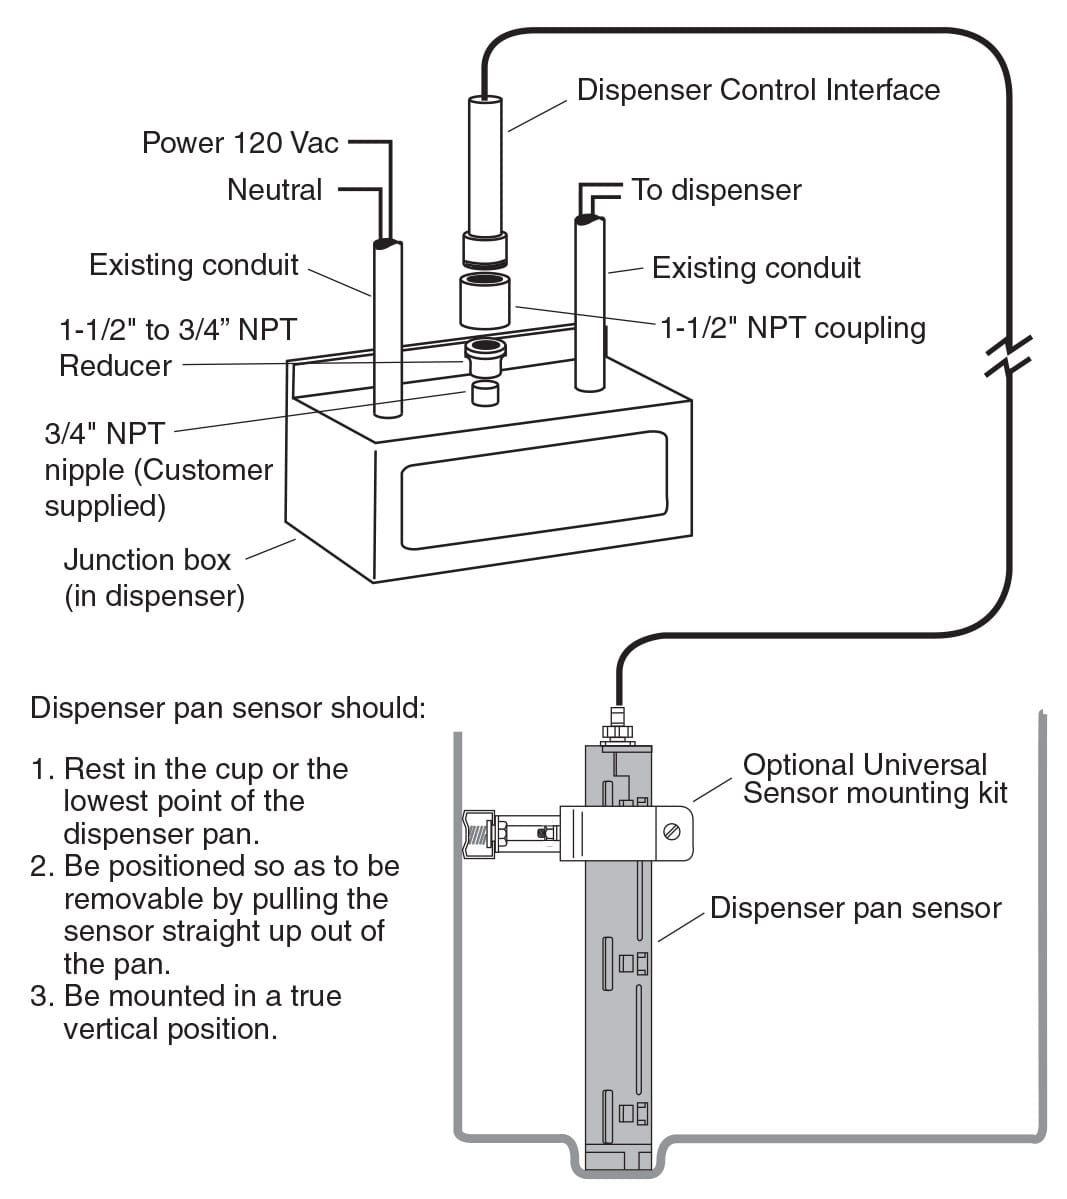 Dispenser Control Interface
Power 120 Vac
Neutral
To dispenser
Existing conduit
Existing conduit
1-1/2" to 3/4” NPT
Reducer
1-1/2" NPT coupling
3/4" NPT
nipple (Customer
supplied)
Junction box
(in dispenser)
Dispenser pan sensor should:
1. Rest in the cup or the
lowest point of the
dispenser pan.
2. Be positioned so as to be
removable by pulling the
sensor straight up out of
the pan.
3. Be mounted in a true
vertical position.
Optional Universal
Sensor mounting kit
Dispenser pan sensor